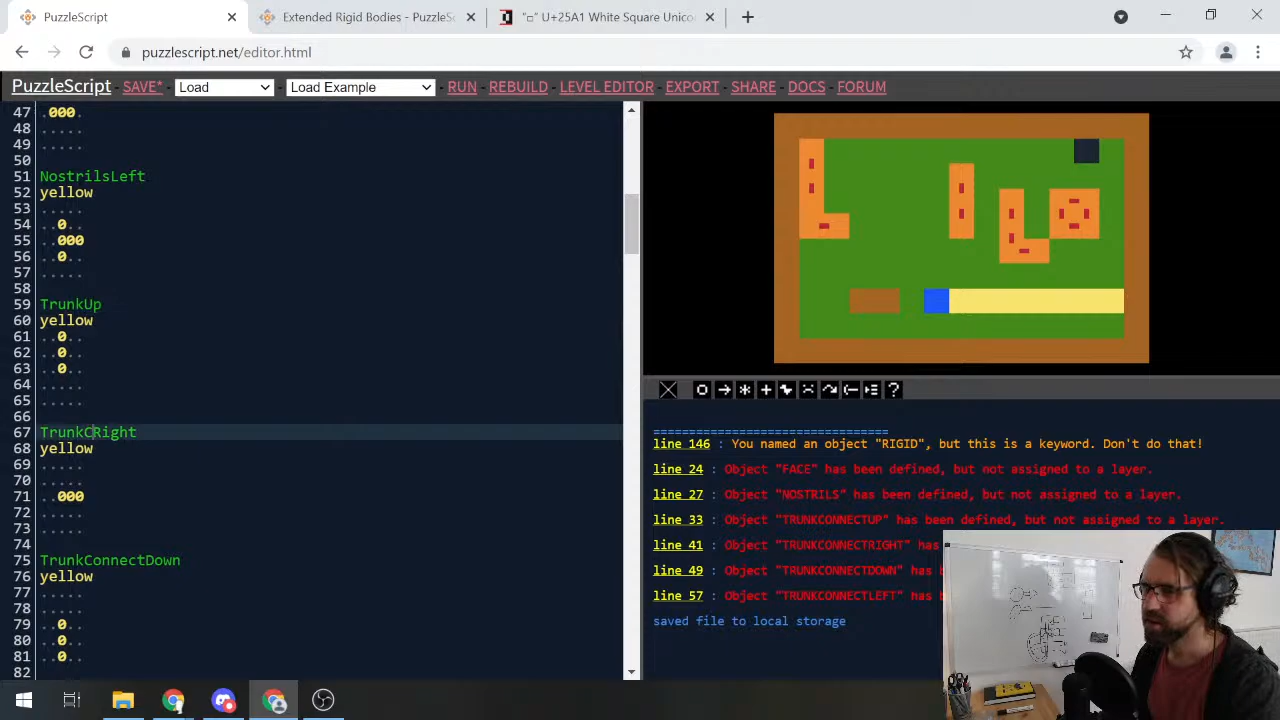 PuzzleScript
Extended Rigid Bodies - PuzzleSc
"□" U+25A1 White Square Unico
puzzlescript.net/editor.html
PuzzleScript - SAVE* - Load Load Example - RUN - REBUILD - LEVEL EDITOR - EXPORT - SHARE - DOCS - FORUM
47 .000.
48 .....
49 .....
50
51 NostrilsLeft
52 yellow
53 .....
54 ..0..
55 ..000
56 ..0..
57 .....
58
59 TrunkUp
60 yellow
61 ..0..
62 ..0..
63 ..0..
64 .....
65 .....
66
67 TrunkCRight
68 yellow
69 .....
70 .....
71 ..000
72 .....
73 .....
74
75 TrunkConnectDown
76 yellow
77 .....
78 .....
79 ..0..
80 ..0..
81 ..0..
82
=================================
line 146 : You named an object "RIGID", but this is a keyword. Don't do that!
line 24 : Object "FACE" has been defined, but not assigned to a layer.
line 27 : Object "NOSTRILS" has been defined, but not assigned to a layer.
line 33 : Object "TRUNKCONNECTUP" has been defined, but not assigned to a layer.
line 41 : Object "TRUNKCONNECTRIGHT" has
line 49 : Object "TRUNKCONNECTDOWN" has
line 57 : Object "TRUNKCONNECTLEFT" has
saved file to local storage